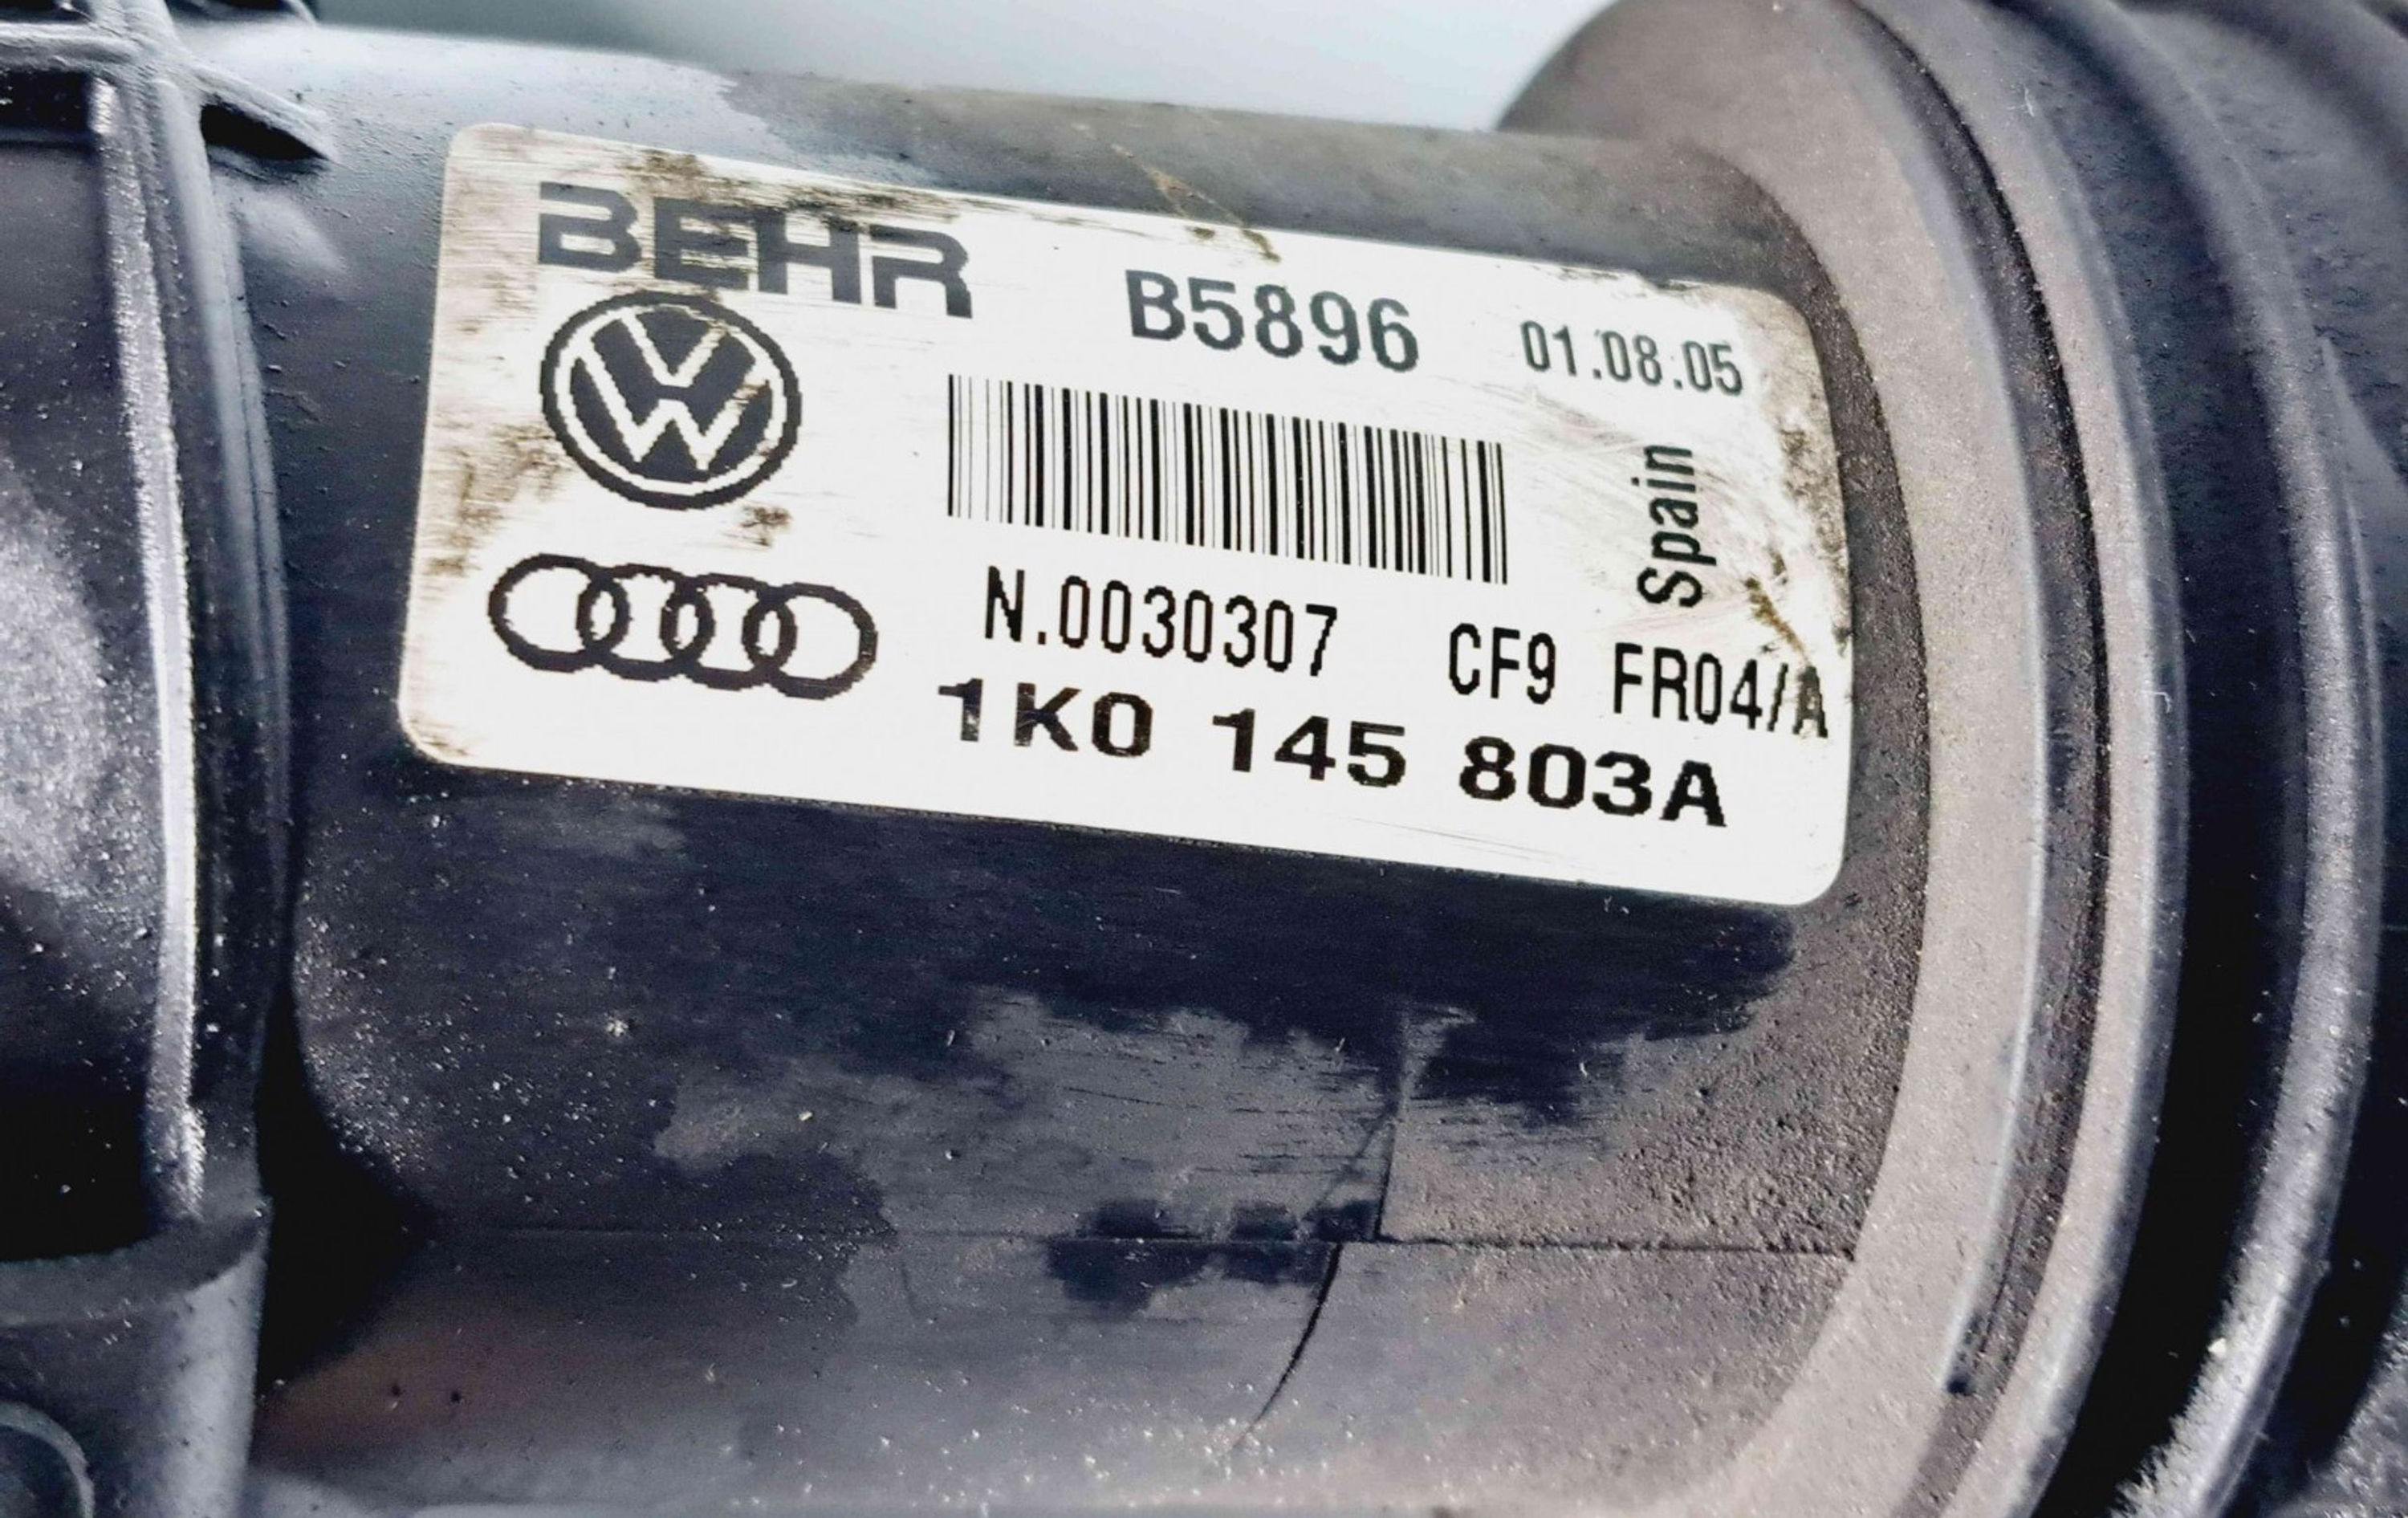 BEHR B5896 01.08.05
Spain
N.0030307 CF9 FR04/A
1K0 145 803A